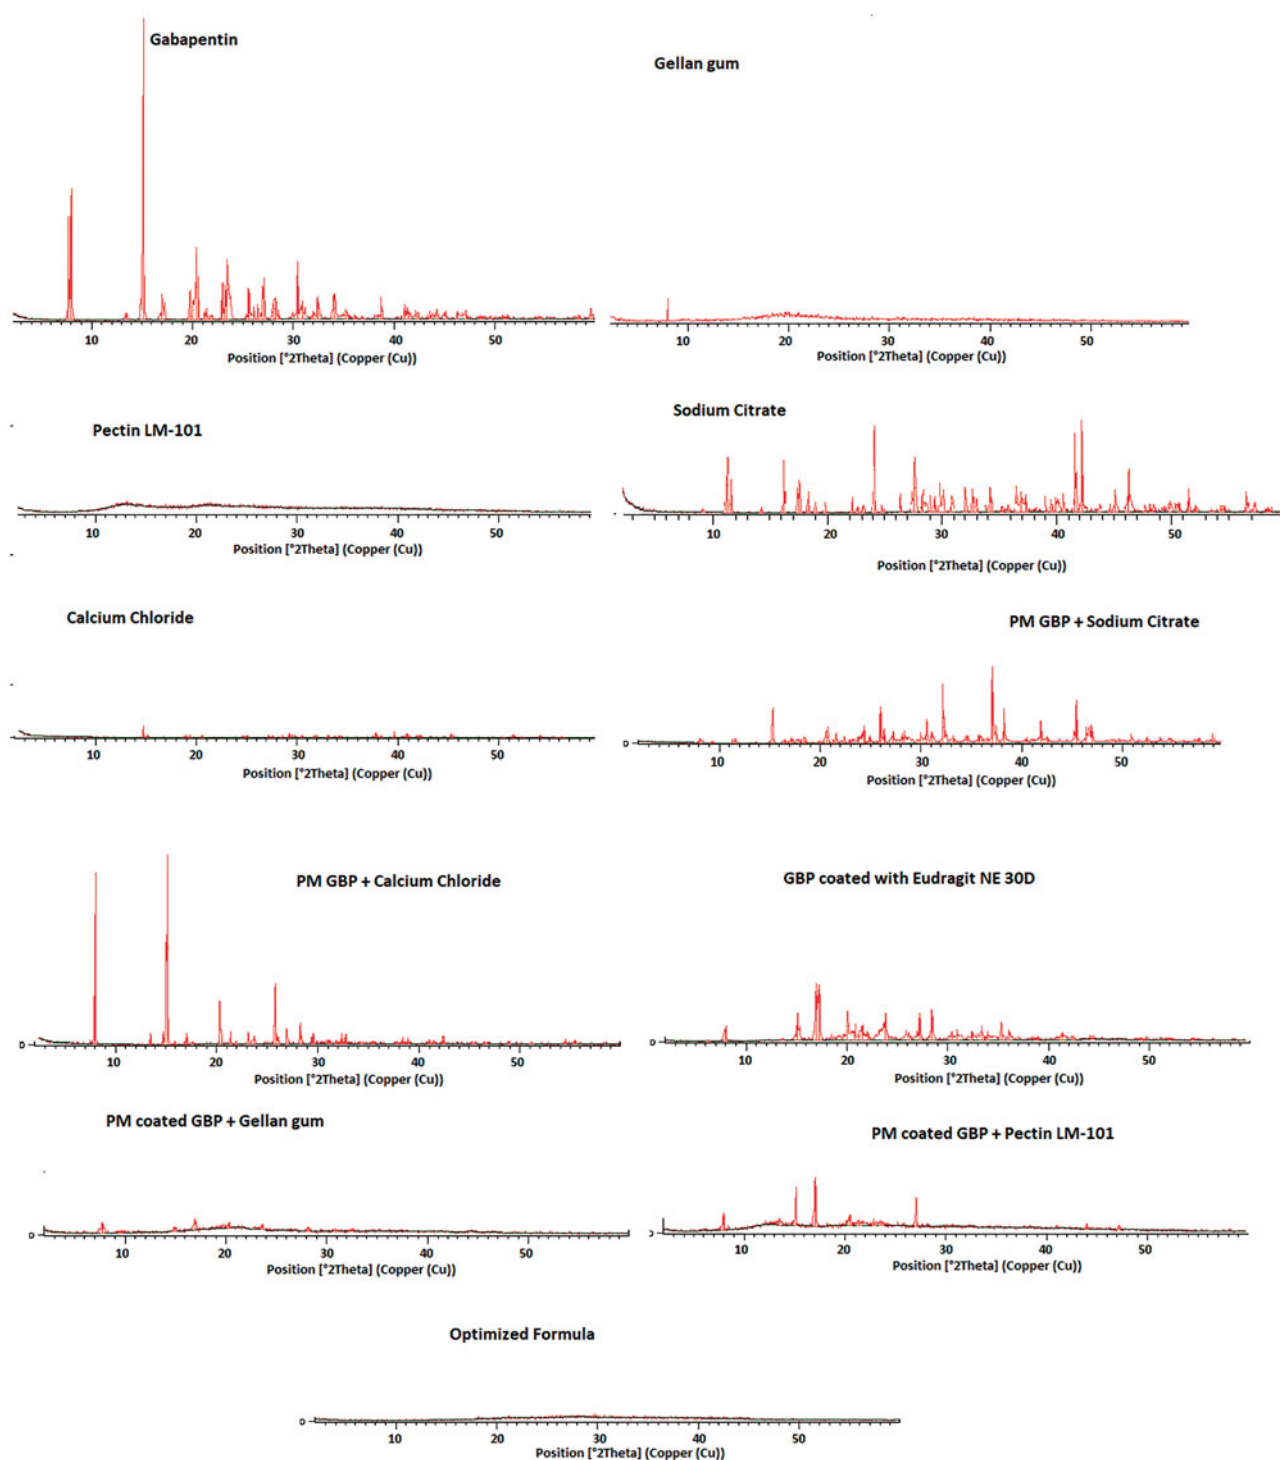 Gabapentin
10 20 30 40 50
Position [°2Theta] (Copper (Cu))
Gellan gum
10 20 30 40 50
Position [°2Theta] (Copper (Cu))
Pectin LM-101
10 20 30 40 50
Position [°2Theta] (Copper (Cu))
Sodium Citrate
10 20 30 40 50
Position [°2Theta] (Copper (Cu))
Calcium Chloride
10 20 30 40 50
Position [°2Theta] (Copper (Cu))
PM GBP + Sodium Citrate
0
10 20 30 40 50
Position [°2Theta] (Copper (Cu))
PM GBP + Calcium Chloride
0
10 20 30 40 50
Position [°2Theta] (Copper (Cu))
GBP coated with Eudragit NE 30D
0
10 20 30 40 50
Position [°2Theta] (Copper (Cu))
PM coated GBP + Gellan gum
0
10 20 30 40 50
Position [°2Theta] (Copper (Cu))
PM coated GBP + Pectin LM-101
0
10 20 30 40 50
Position [°2Theta] (Copper (Cu))
Optimized Formula
0
10 20 30 40 50
Position [°2Theta] (Copper (Cu))